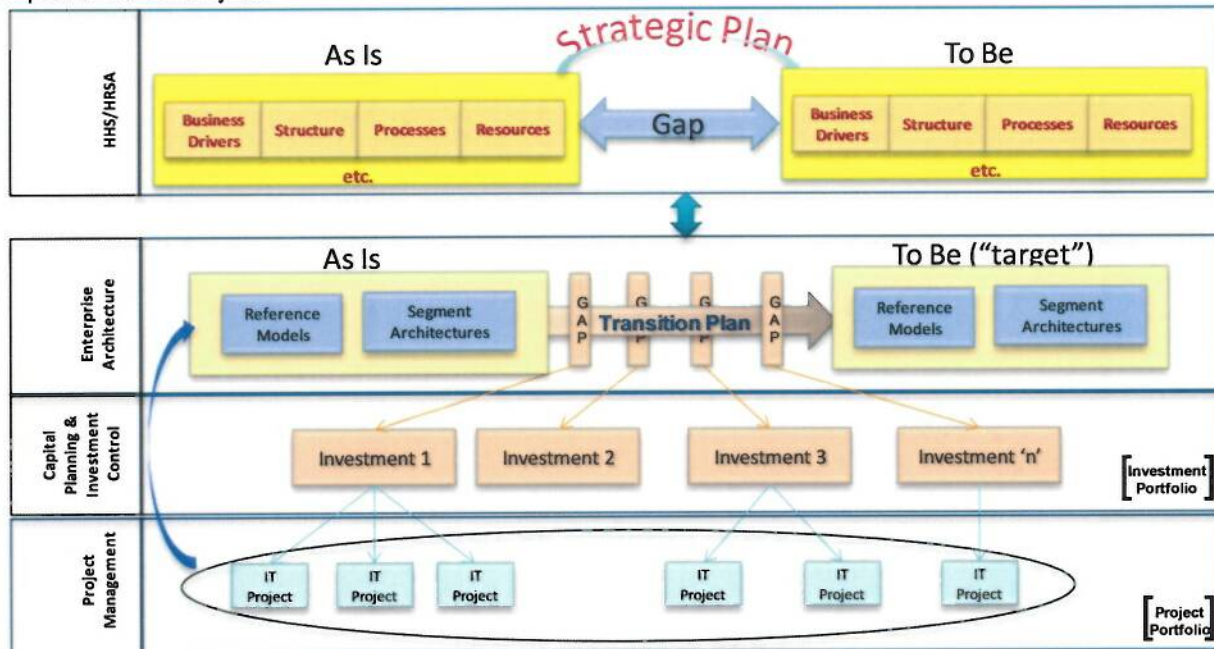 Strategic Plan
As Is
To Be
HHS/HRSA
Business
Drivers
Structure
Processes
Resources
etc.
Gap
Business
Drivers
Structure
Processes
Resources
etc.
Enterprise
Architecture
As Is
To Be ("target")
Reference
Models
Segment
Architectures
GAP
GAP
GAP
GAP
Transition Plan
Reference
Models
Segment
Architectures
Capital
Planning &
Investment
Control
Investment 1
Investment 2
Investment 3
Investment 'n'
[Investment
Portfolio]
Project
Management
IT
Project
IT
Project
IT
Project
IT
Project
IT
Project
IT
Project
[Project
Portfolio]